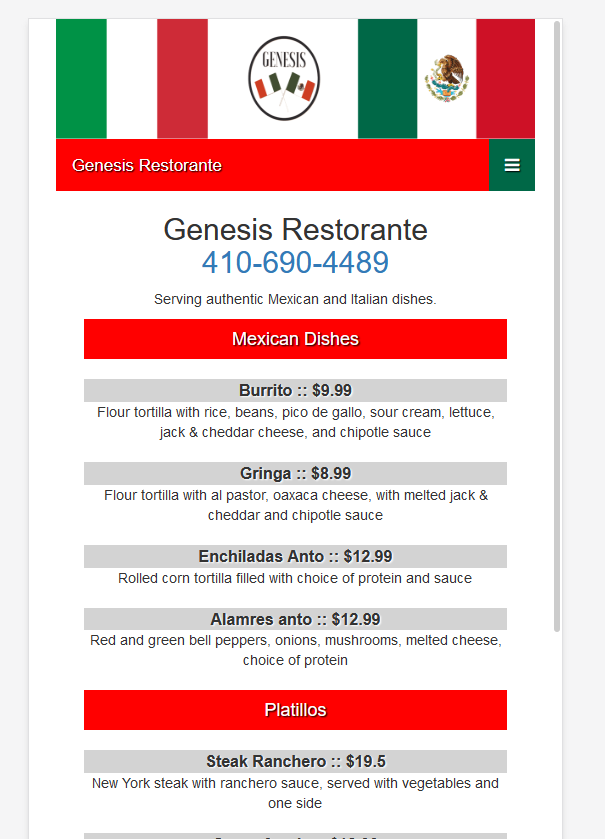 GENESIS
Genesis Restorante
Genesis Restorante
410-690-4489
Serving authentic Mexican and Italian dishes.
Mexican Dishes
Burrito :: $9.99
Flour tortilla with rice, beans, pico de gallo, sour cream, lettuce,
jack & cheddar cheese, and chipotle sauce
Gringa :: $8.99
Flour tortilla with al pastor, oaxaca cheese, with melted jack &
cheddar and chipotle sauce
Enchiladas Anto :: $12.99
Rolled corn tortilla filled with choice of protein and sauce
Alamres anto :: $12.99
Red and green bell peppers, onions, mushrooms, melted cheese,
choice of protein
Platillos
Steak Ranchero :: $19.5
New York steak with ranchero sauce, served with vegetables and
one side